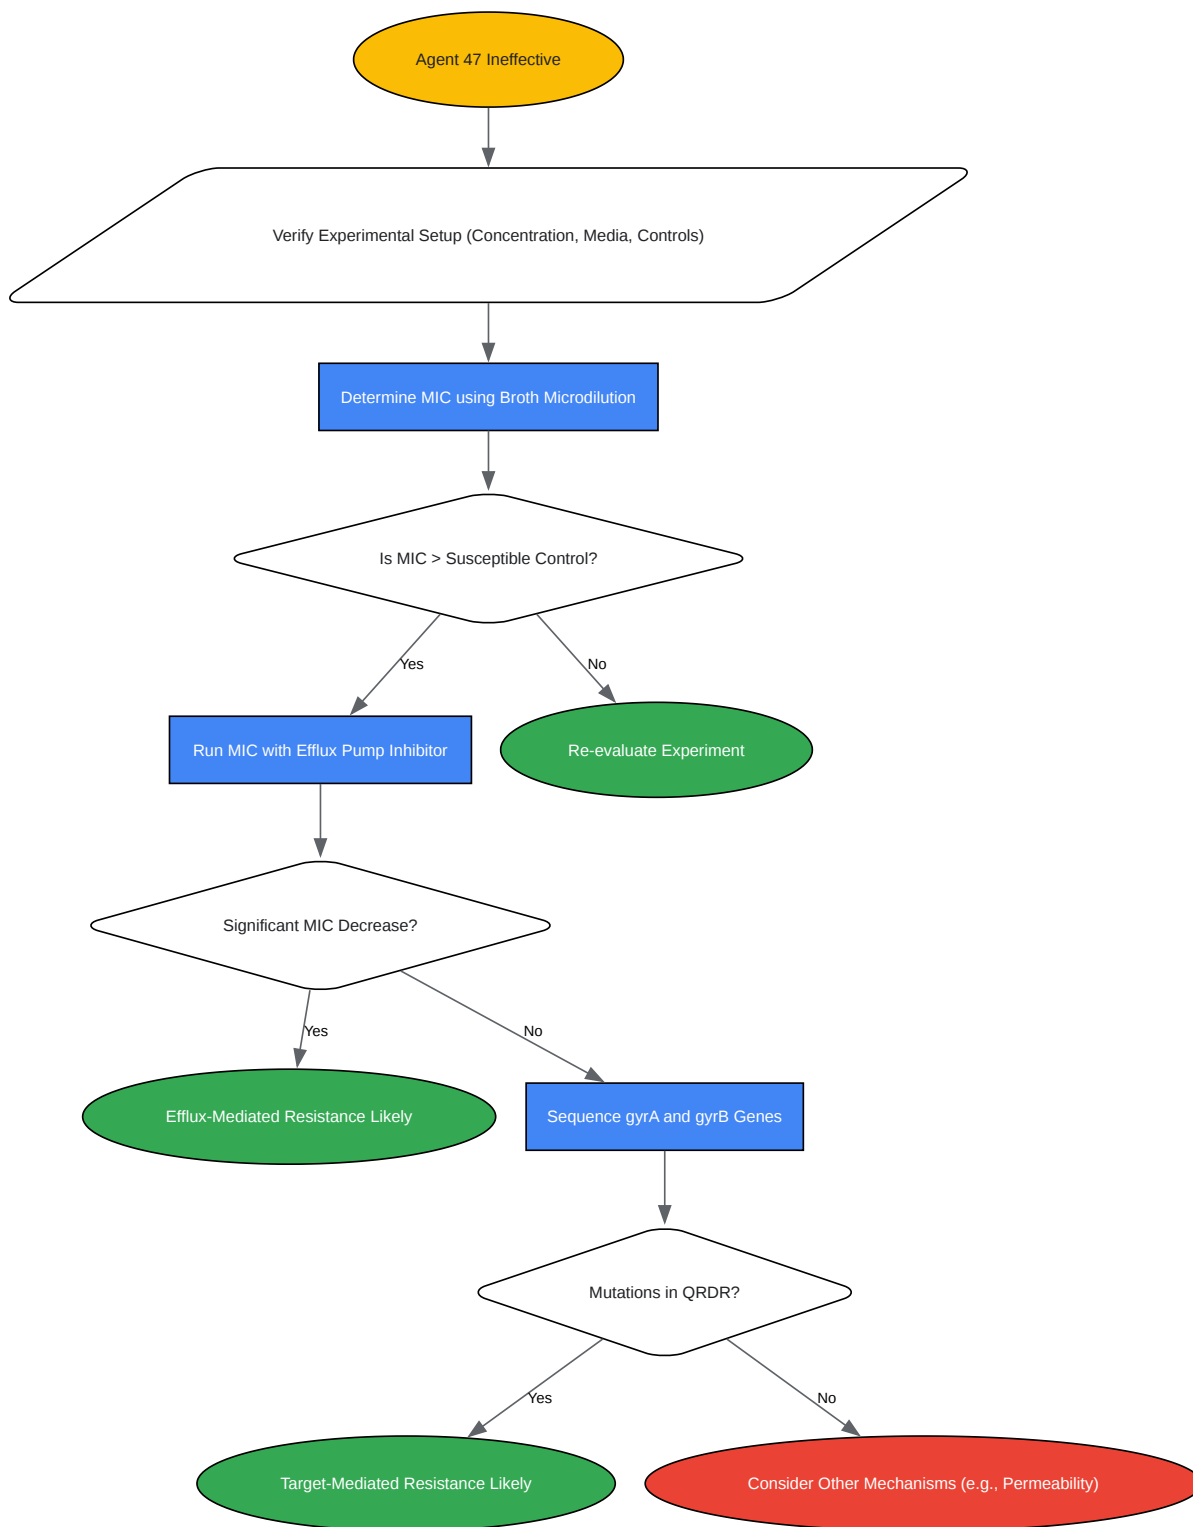 Agent 47 Ineffective
Verify Experimental Setup (Concentration, Media, Controls)
Determine MIC using Broth Microdilution
Is MIC > Susceptible Control?
Yes
No
Run MIC with Efflux Pump Inhibitor
Re-evaluate Experiment
Significant MIC Decrease?
Yes
No
Efflux-Mediated Resistance Likely
Sequence gyrA and gyrB Genes
Mutations in QRDR?
Yes
No
Target-Mediated Resistance Likely
Consider Other Mechanisms (e.g., Permeability)